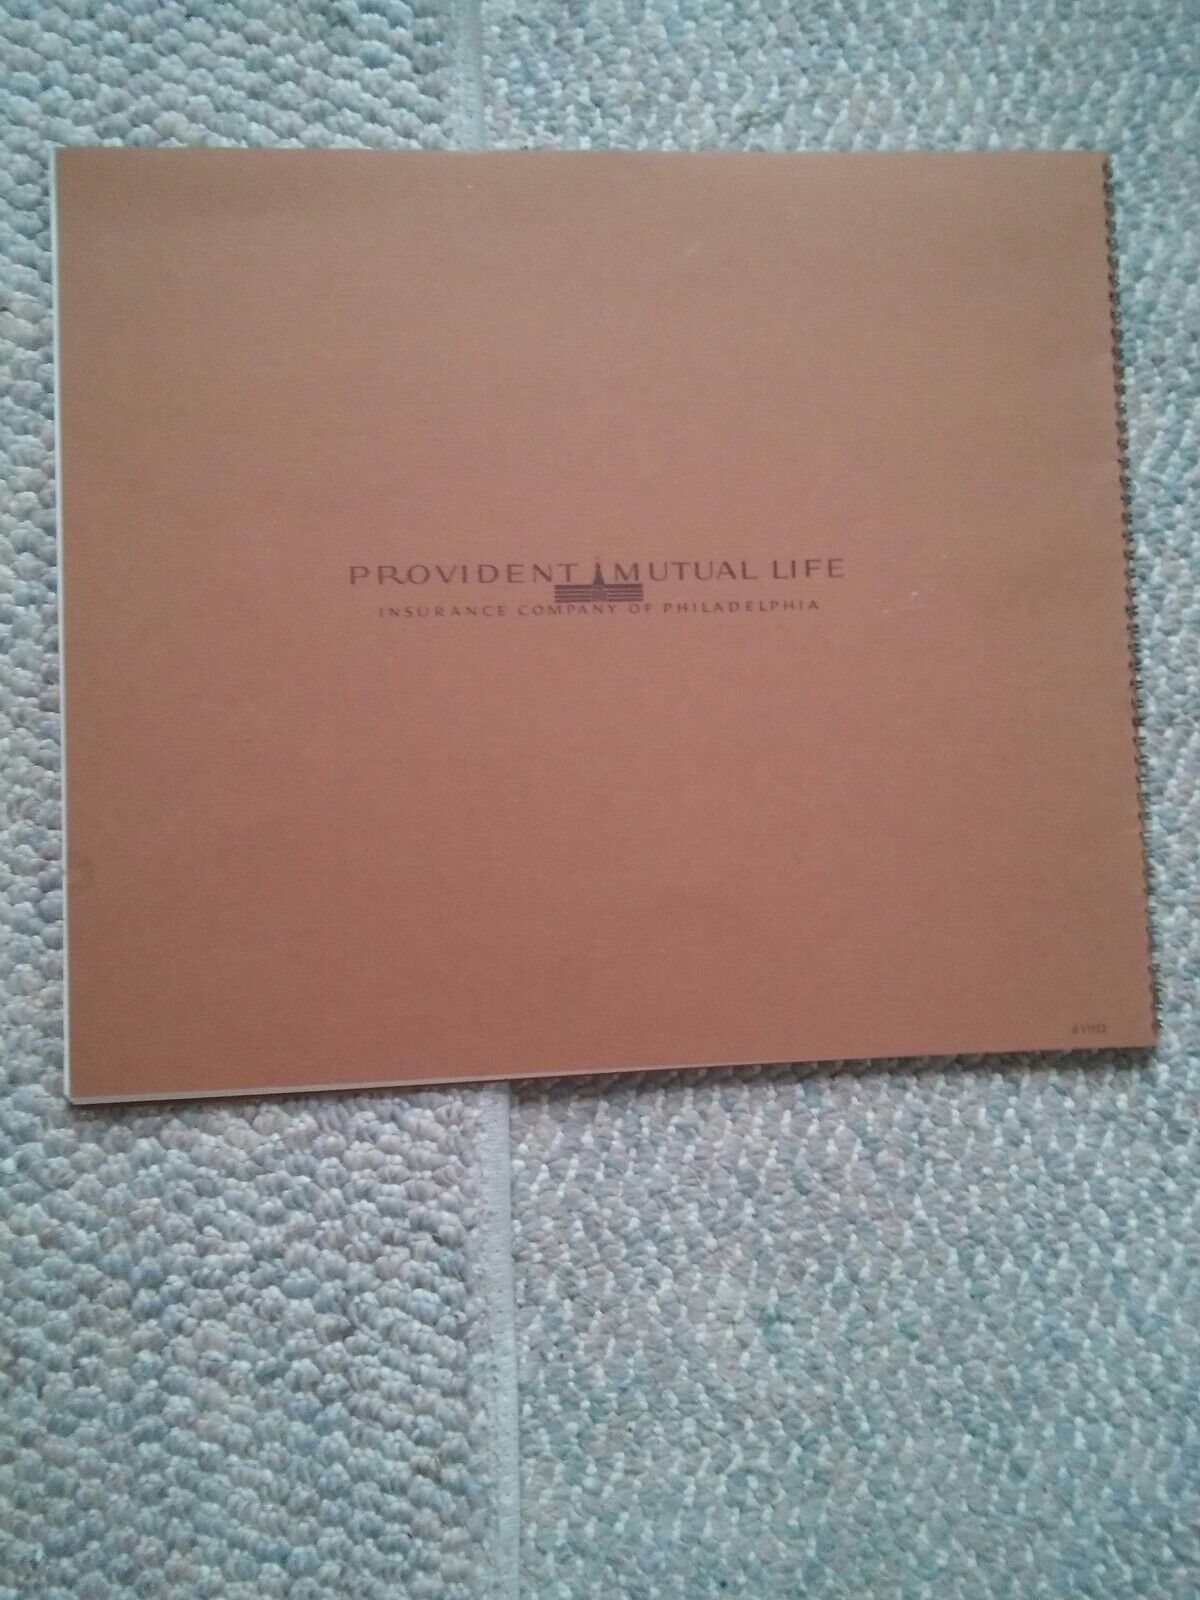 PROVIDENT MUTUAL LIFE
INSURANCE COMPANY OF PHILADELPHIA